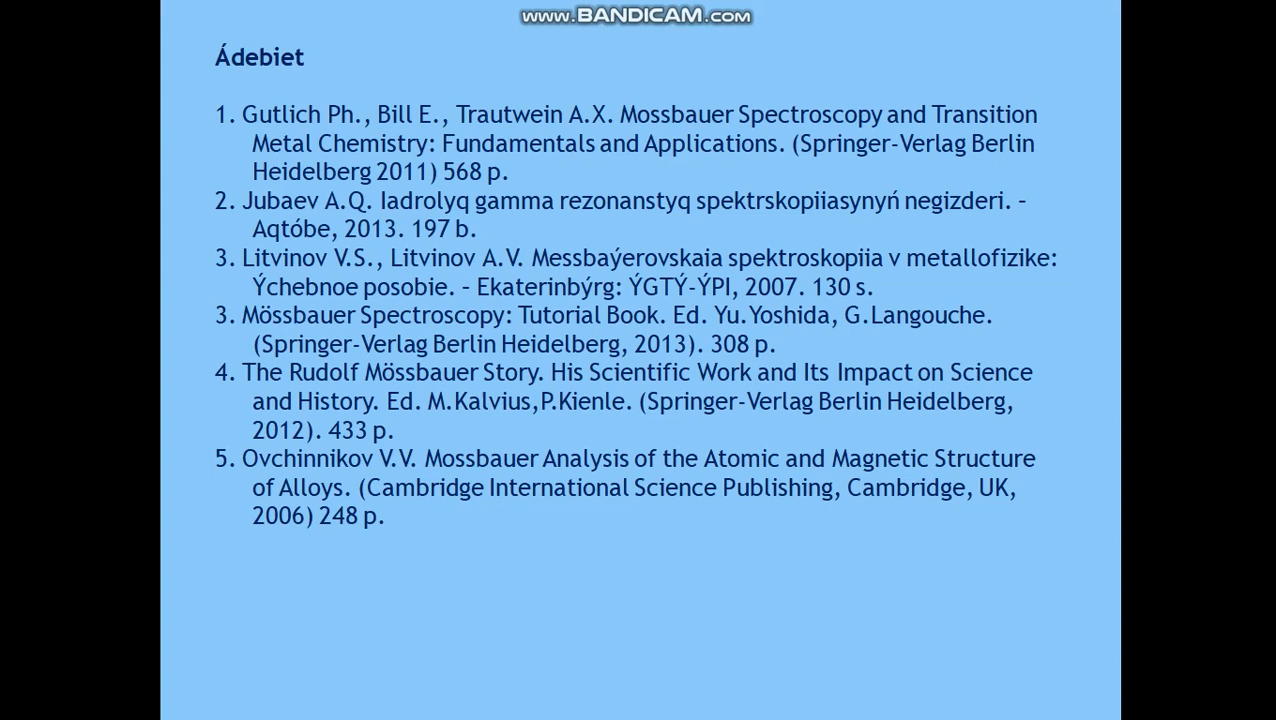 www.BANDICAM.com
Ádebiet
1. Gutlich Ph., Bill E., Trautwein A.X. Mossbauer Spectroscopy and Transition
Metal Chemistry: Fundamentals and Applications. (Springer-Verlag Berlin
Heidelberg 2011) 568 p.
2. Jubaev A.Q. Iadrolyq gamma rezonanstyq spektrskopiiasynyń negizderi. –
Aqtóbe, 2013. 197 b.
3. Litvinov V.S., Litvinov A.V. Messbaýerovskaia spektroskopiia v metallofizike:
Ýchebnoe posobie. – Ekaterinbýrg: ÝGTÝ-ÝPI, 2007. 130 s.
3. Mössbauer Spectroscopy: Tutorial Book. Ed. Yu.Yoshida, G.Langouche.
(Springer-Verlag Berlin Heidelberg, 2013). 308 p.
4. The Rudolf Mössbauer Story. His Scientific Work and Its Impact on Science
and History. Ed. M.Kalvius,P.Kienle. (Springer-Verlag Berlin Heidelberg,
2012). 433 p.
5. Ovchinnikov V.V. Mossbauer Analysis of the Atomic and Magnetic Structure
of Alloys. (Cambridge International Science Publishing, Cambridge, UK,
2006) 248 p.